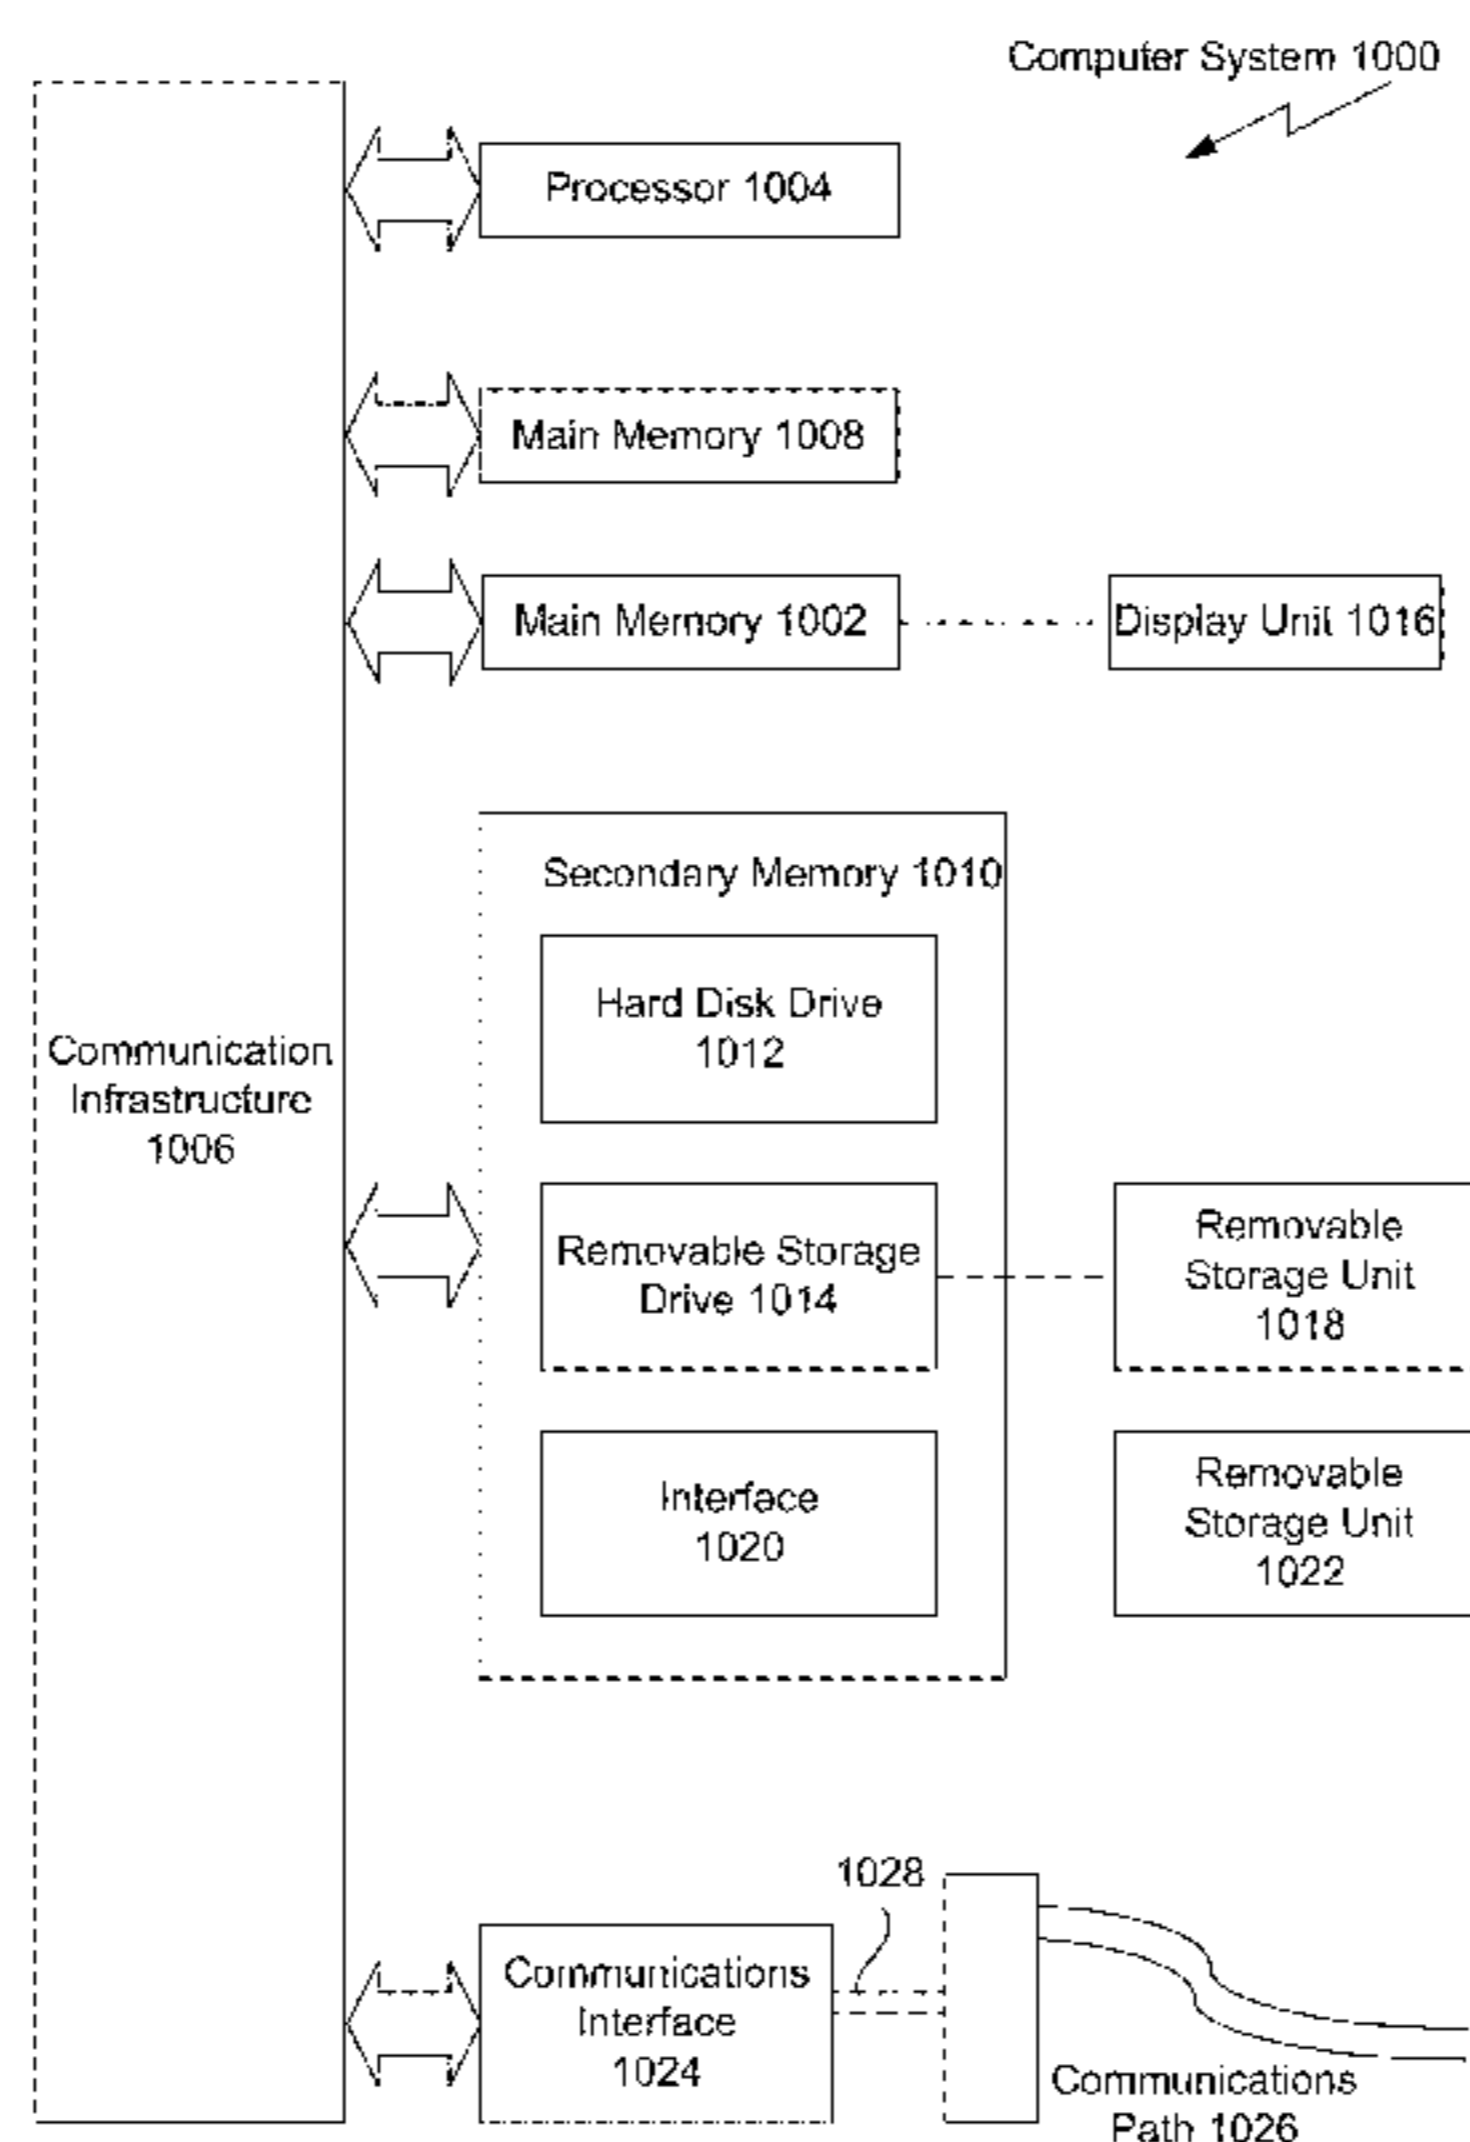 Computer System 1000
Processor 1004
Main Memory 1008
Main Memory 1002
Display Unit 1016
Secondary Memory 1010
Hard Disk Drive
1012
Communication
Infrastructure
1006
Removable Storage
Drive 1014
Removable
Storage Unit
1018
Interface
1020
Removable
Storage Unit
1022
1028
Communications
Interface
1024
Communications
Path 1026